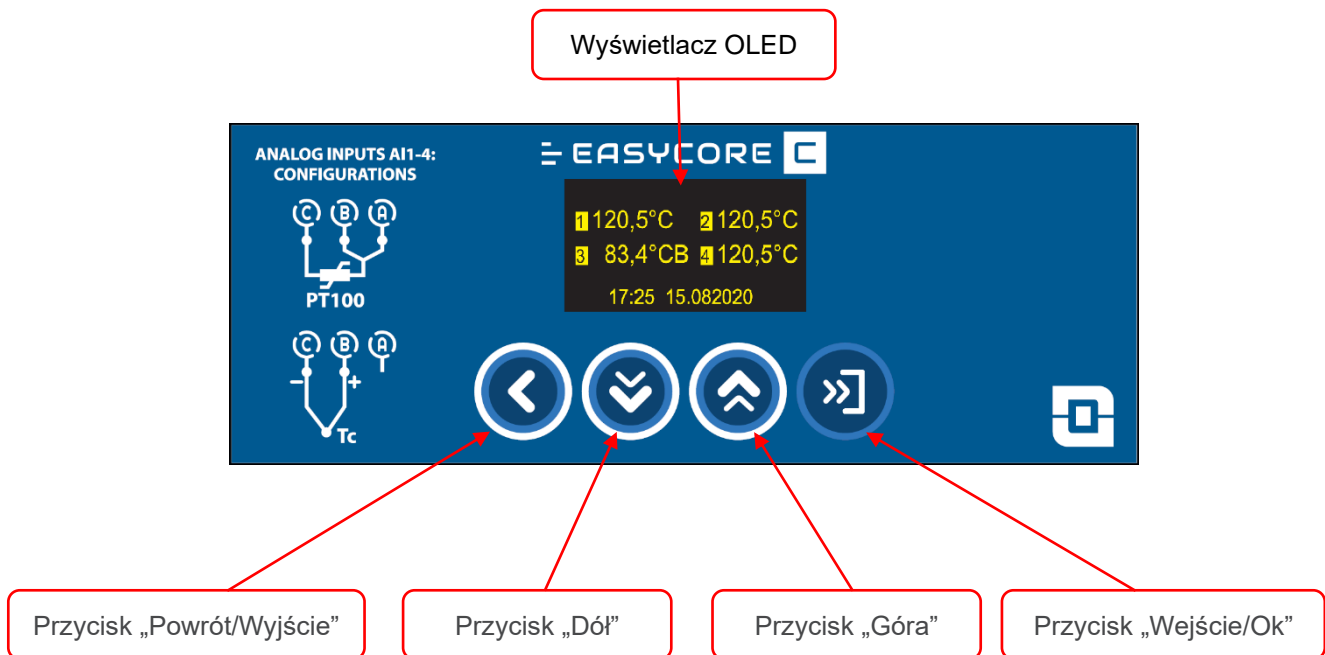 Wyświetlacz OLED
ANALOG INPUTS AI1-4:
CONFIGURATIONS
EASYCORE C
C B A
PT100
C B A
- +
Tc
1 120,5°C 2 120,5°C
3 83,4°CB 4 120,5°C
17:25 15.082020
Przycisk „Powrót/Wyjście”
Przycisk „Dół”
Przycisk „Góra”
Przycisk „Wejście/Ok”